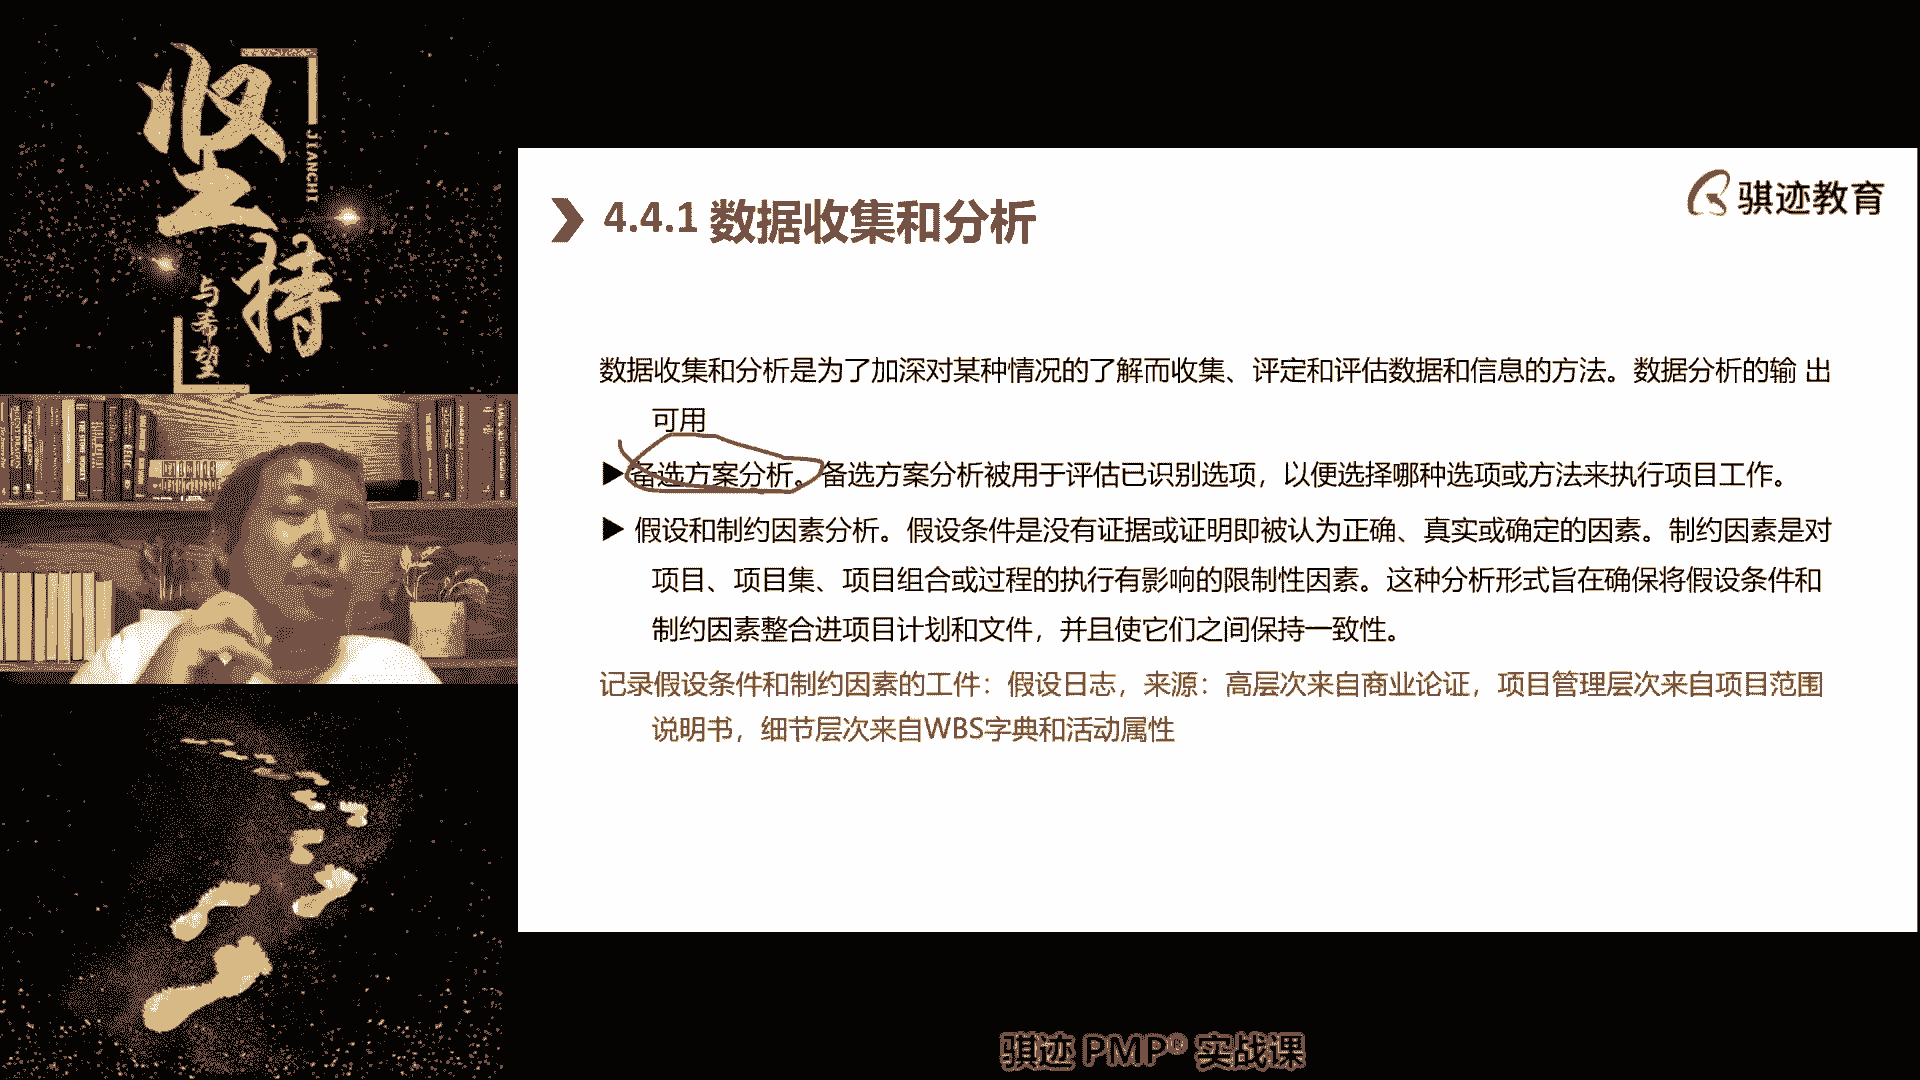 坚持
JIANCHI
与希望
骐迹教育
4.4.1 数据收集和分析
数据收集和分析是为了加深对某种情况的了解而收集、评定和评估数据和信息的方法。数据分析的输 出
可用
▶备选方案分析。备选方案分析被用于评估已识别选项，以便选择哪种选项或方法来执行项目工作。
▶ 假设和制约因素分析。假设条件是没有证据或证明即被认为正确、真实或确定的因素。制约因素是对
项目、项目集、项目组合或过程的执行有影响的限制性因素。这种分析形式旨在确保将假设条件和
制约因素整合进项目计划和文件，并且使它们之间保持一致性。
记录假设条件和制约因素的工件：假设日志，来源：高层次来自商业论证，项目管理层次来自项目范围
说明书，细节层次来自WBS字典和活动属性
骐迹 PMP® 实战课